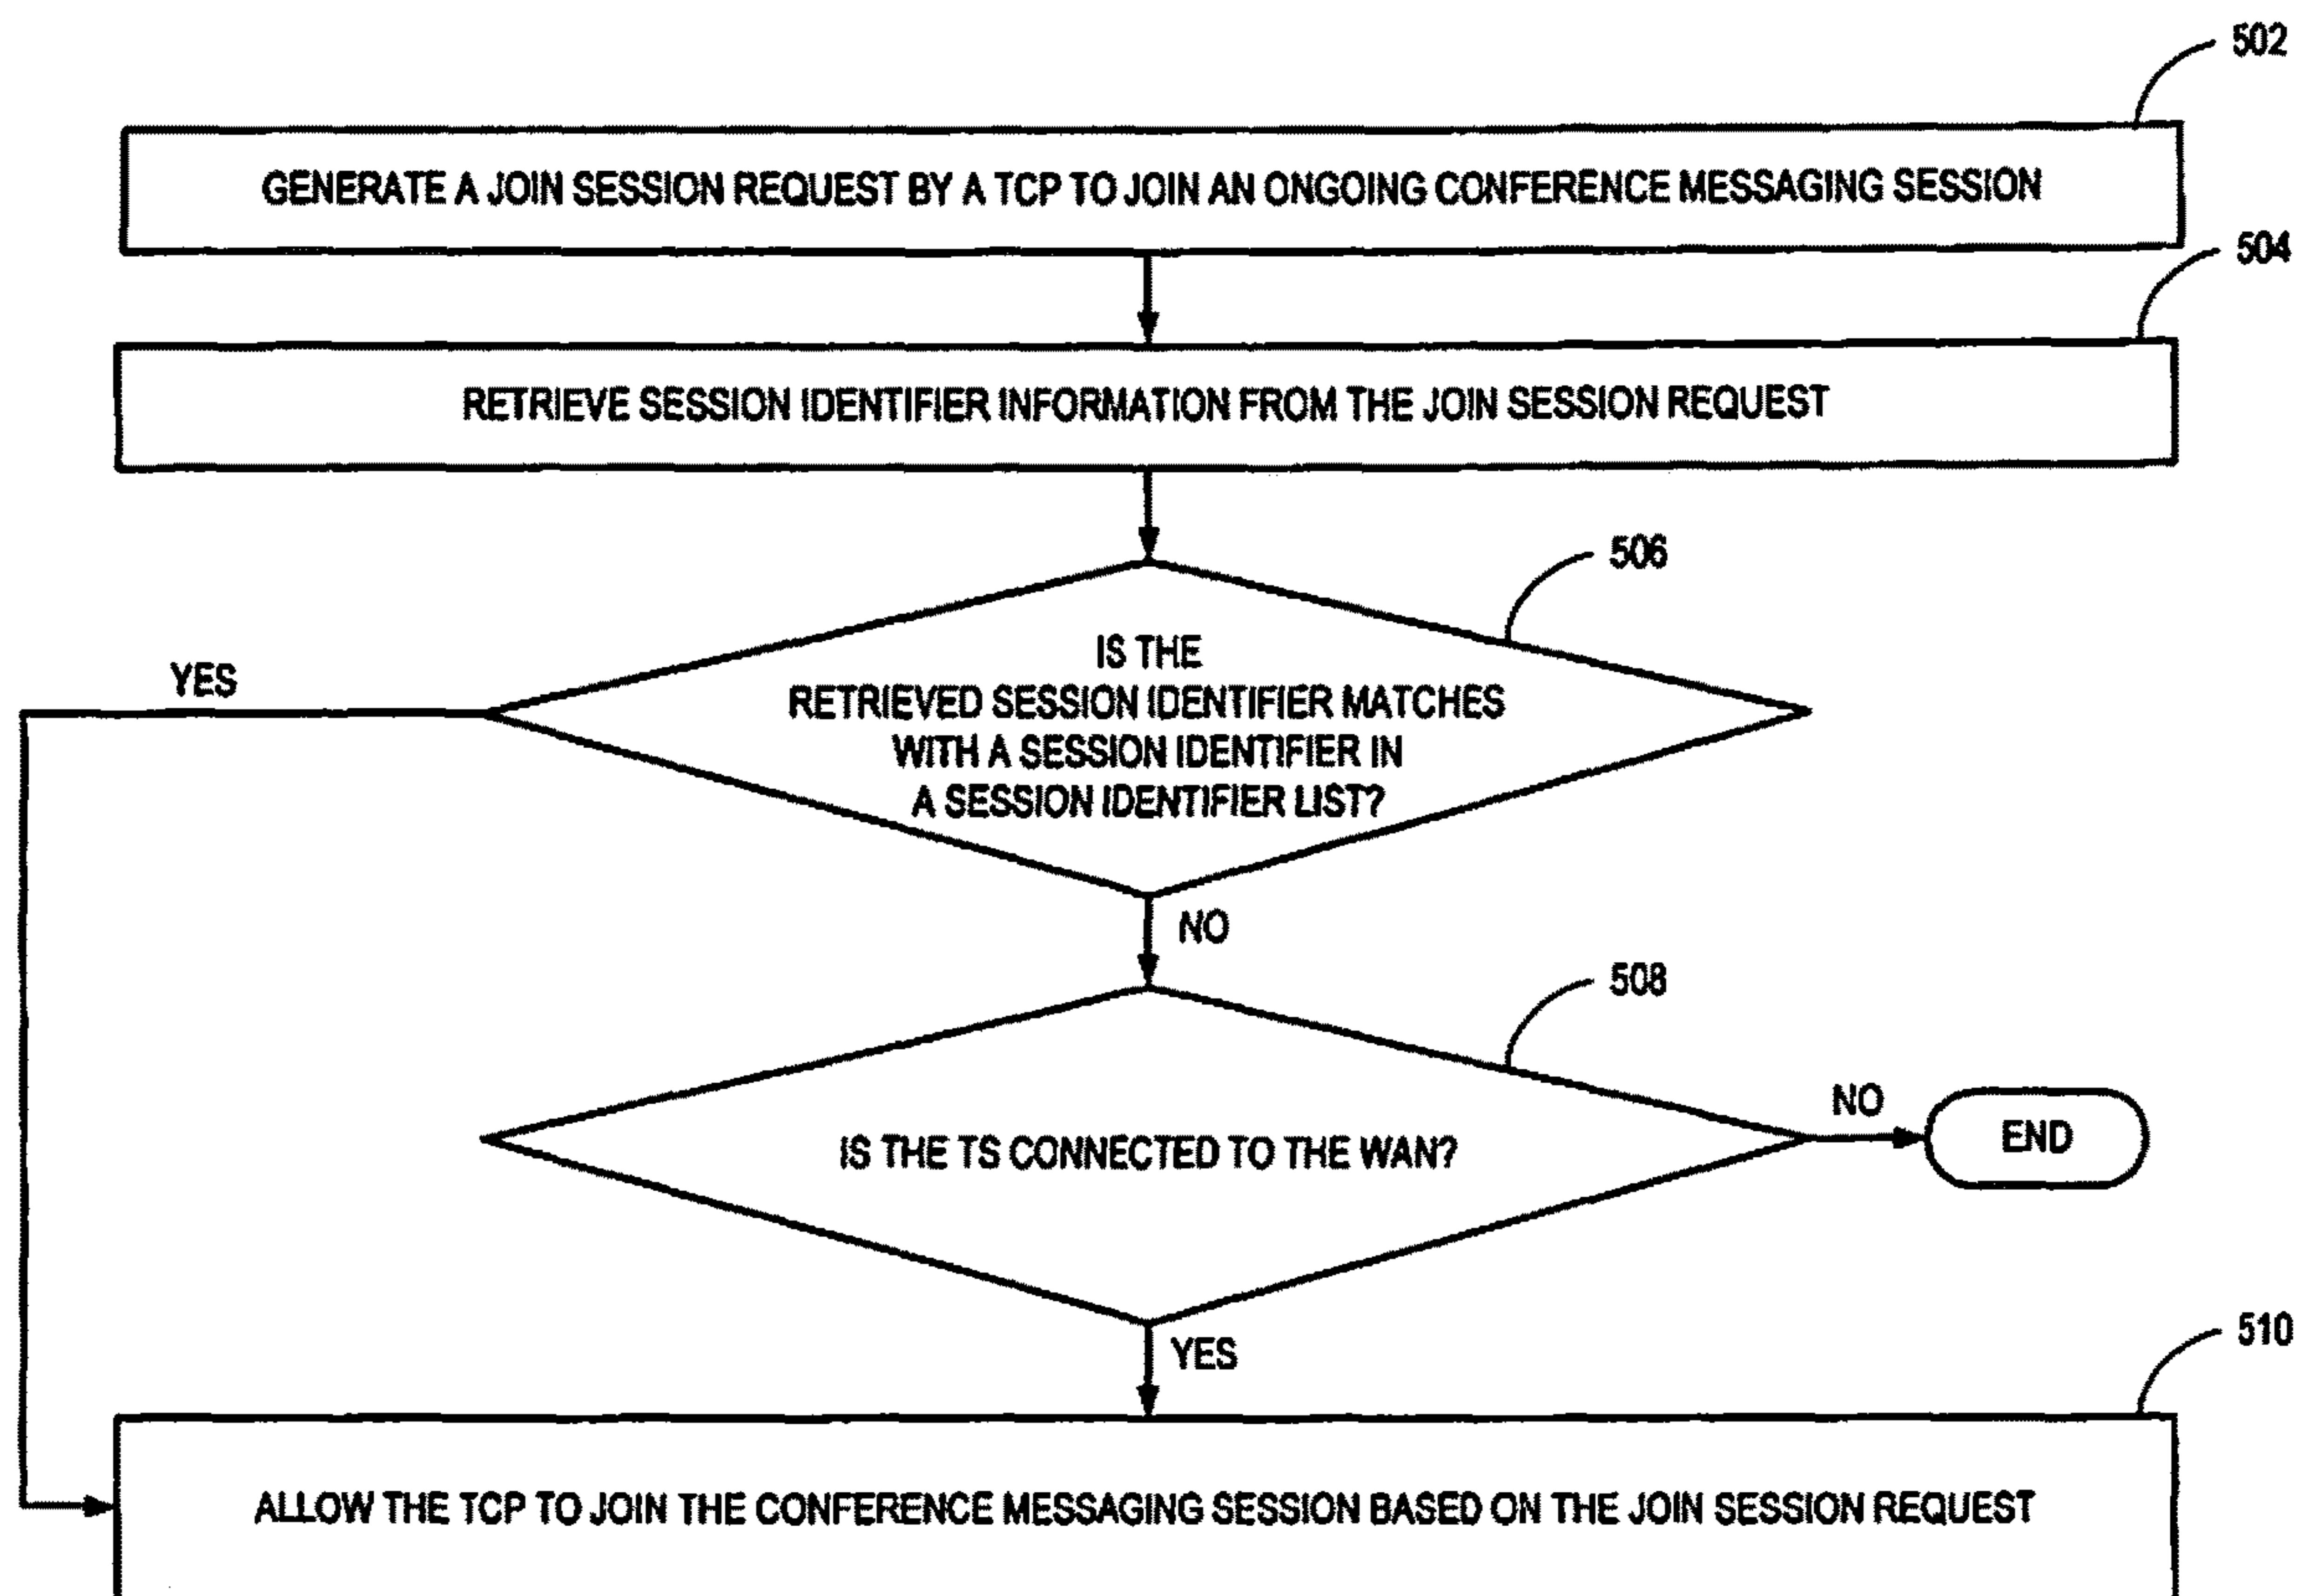 502
GENERATE A JOIN SESSION REQUEST BY A TCP TO JOIN AN ONGOING CONFERENCE MESSAGING SESSION
504
RETRIEVE SESSION IDENTIFIER INFORMATION FROM THE JOIN SESSION REQUEST
506
IS THE
RETRIEVED SESSION IDENTIFIER MATCHES
WITH A SESSION IDENTIFIER IN
A SESSION IDENTIFIER LIST?
YES
NO
508
IS THE TS CONNECTED TO THE WAN?
NO
END
YES
510
ALLOW THE TCP TO JOIN THE CONFERENCE MESSAGING SESSION BASED ON THE JOIN SESSION REQUEST